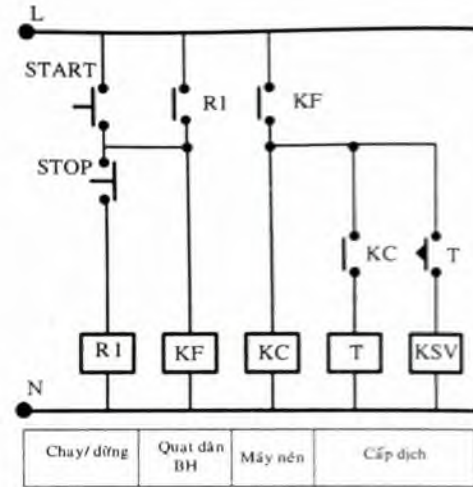 L
START
R1
KF
STOP
KC
T
R1
KF
KC
T
KSV
N
Chạy/ dừng
Quạt dàn
BH
Máy nén
Cấp dịch